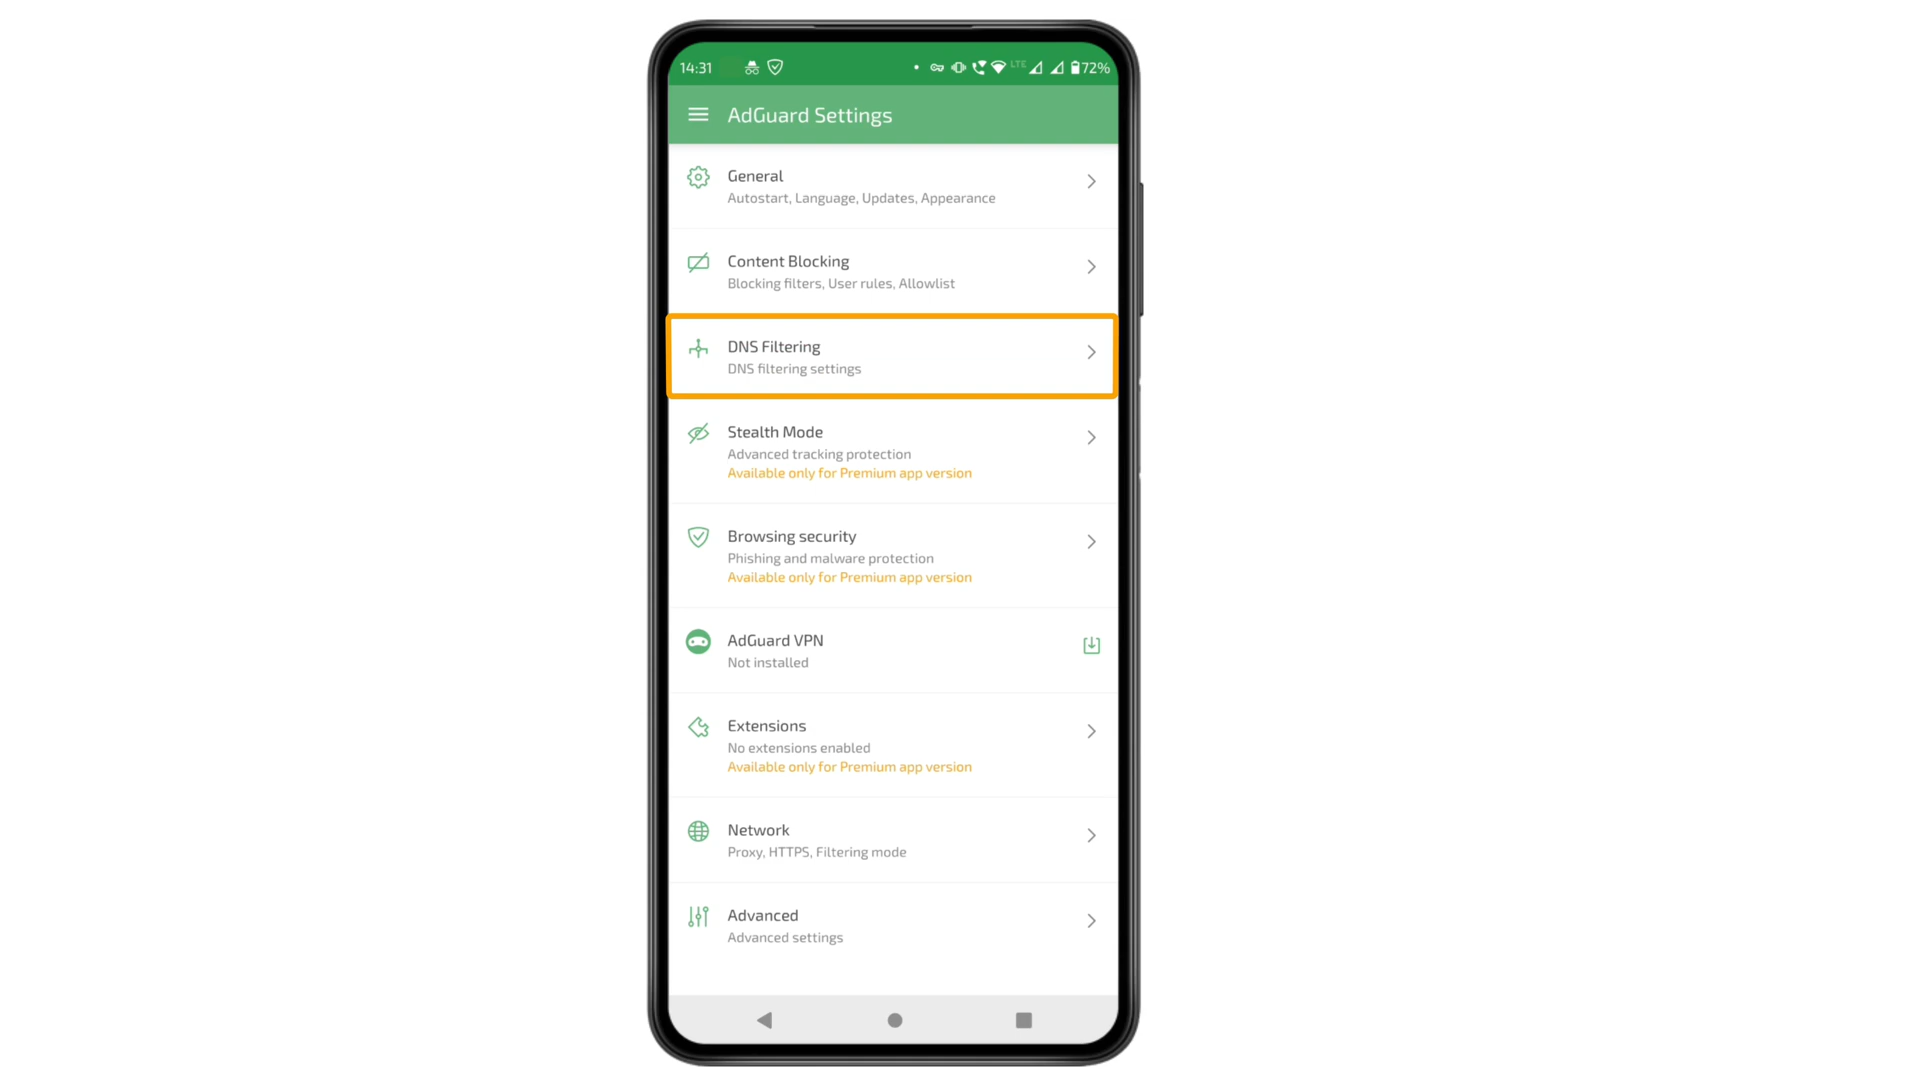 14:31
LTE
72%
AdGuard Settings
General
Autostart, Language, Updates, Appearance
Content Blocking
Blocking filters, User rules, Allowlist
DNS Filtering
DNS filtering settings
Stealth Mode
Advanced tracking protection
Available only for Premium app version
Browsing security
Phishing and malware protection
Available only for Premium app version
AdGuard VPN
Not installed
Extensions
No extensions enabled
Available only for Premium app version
Network
Proxy, HTTPS, Filtering mode
Advanced
Advanced settings